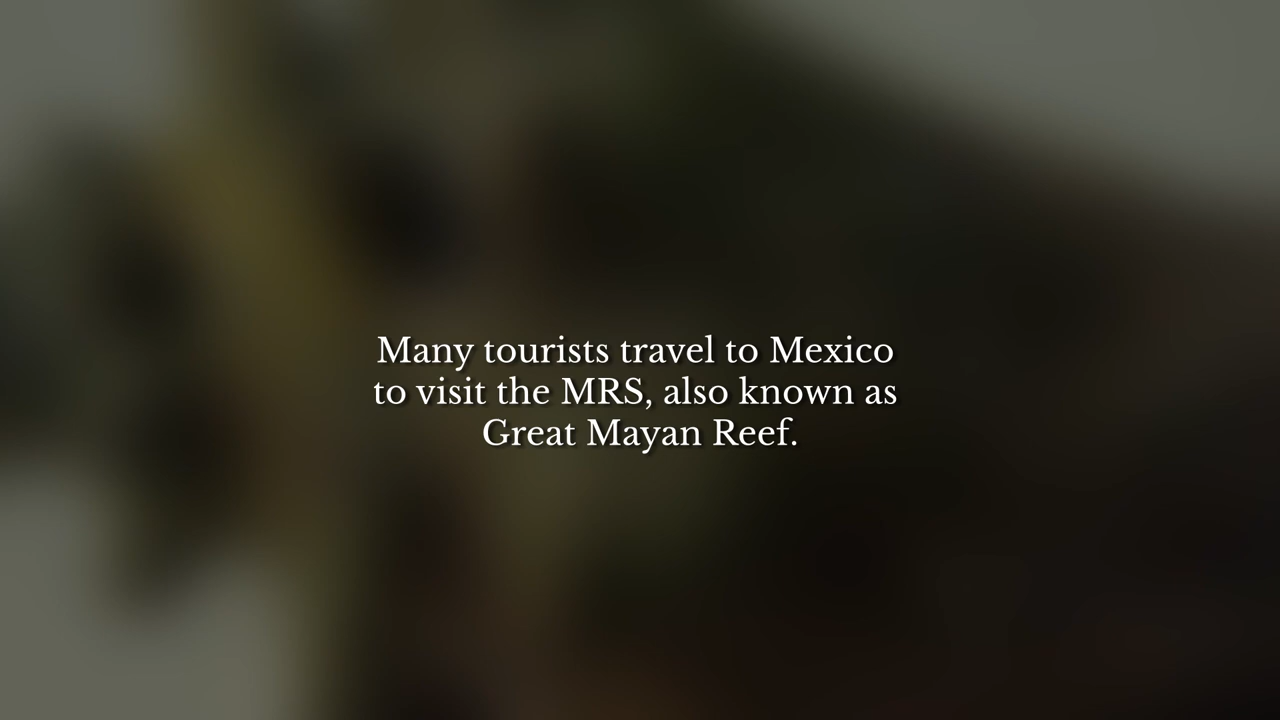 Many tourists travel to Mexico
to visit the MRS, also known as
Great Mayan Reef.